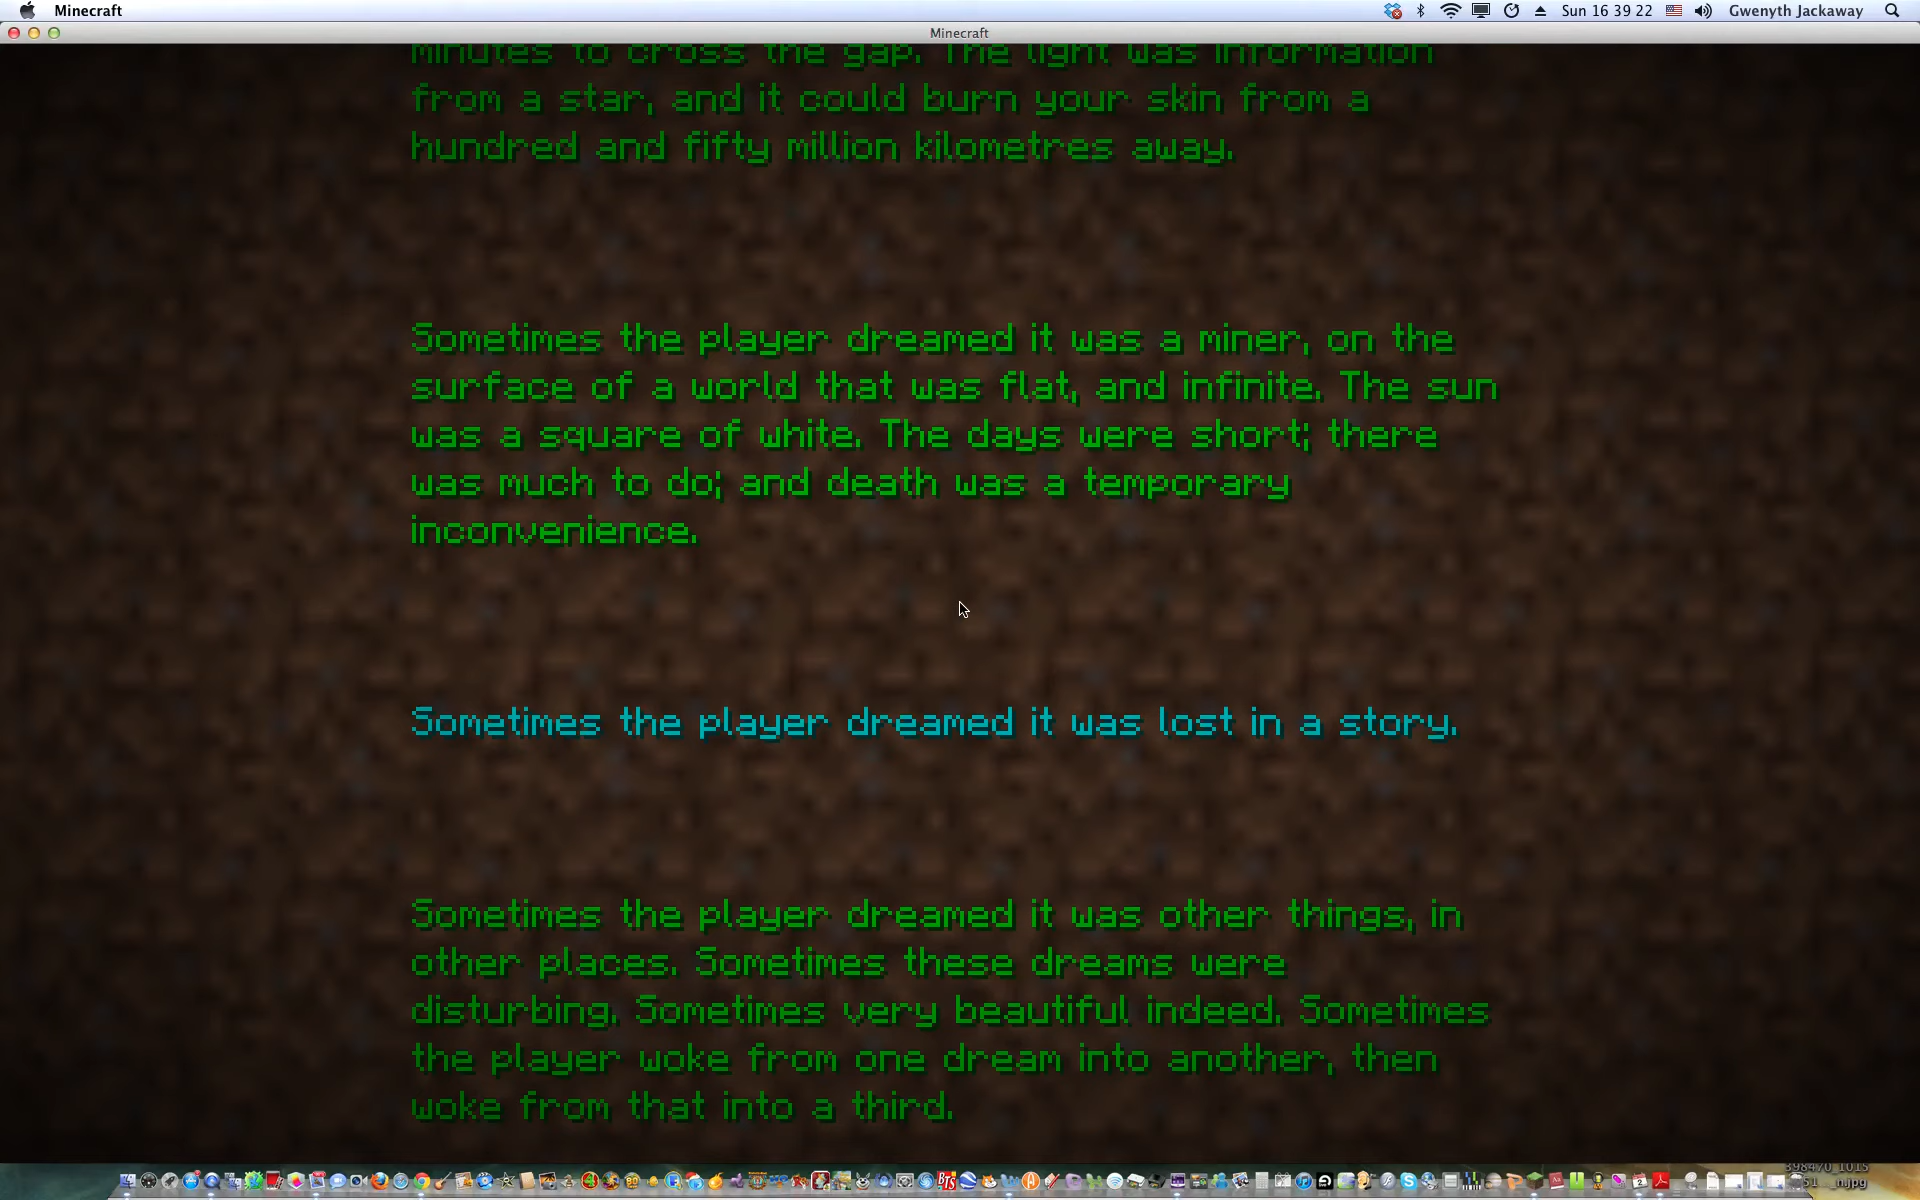 Minecraft
Sun 16 39 22
Gwenyth Jackaway
Minecraft
minutes to cross the gap. The light was information
from a star, and it could burn your skin from a
hundred and fifty million kilometres away.
Sometimes the player dreamed it was a miner, on the
surface of a world that was flat, and infinite. The sun
was a square of white. The days were short; there
was much to do; and death was a temporary
inconvenience.
Sometimes the player dreamed it was lost in a story.
Sometimes the player dreamed it was other things, in
other places. Sometimes these dreams were
disturbing. Sometimes very beautiful indeed. Sometimes
the player woke from one dream into another, then
woke from that into a third.
BTS
398470_1015